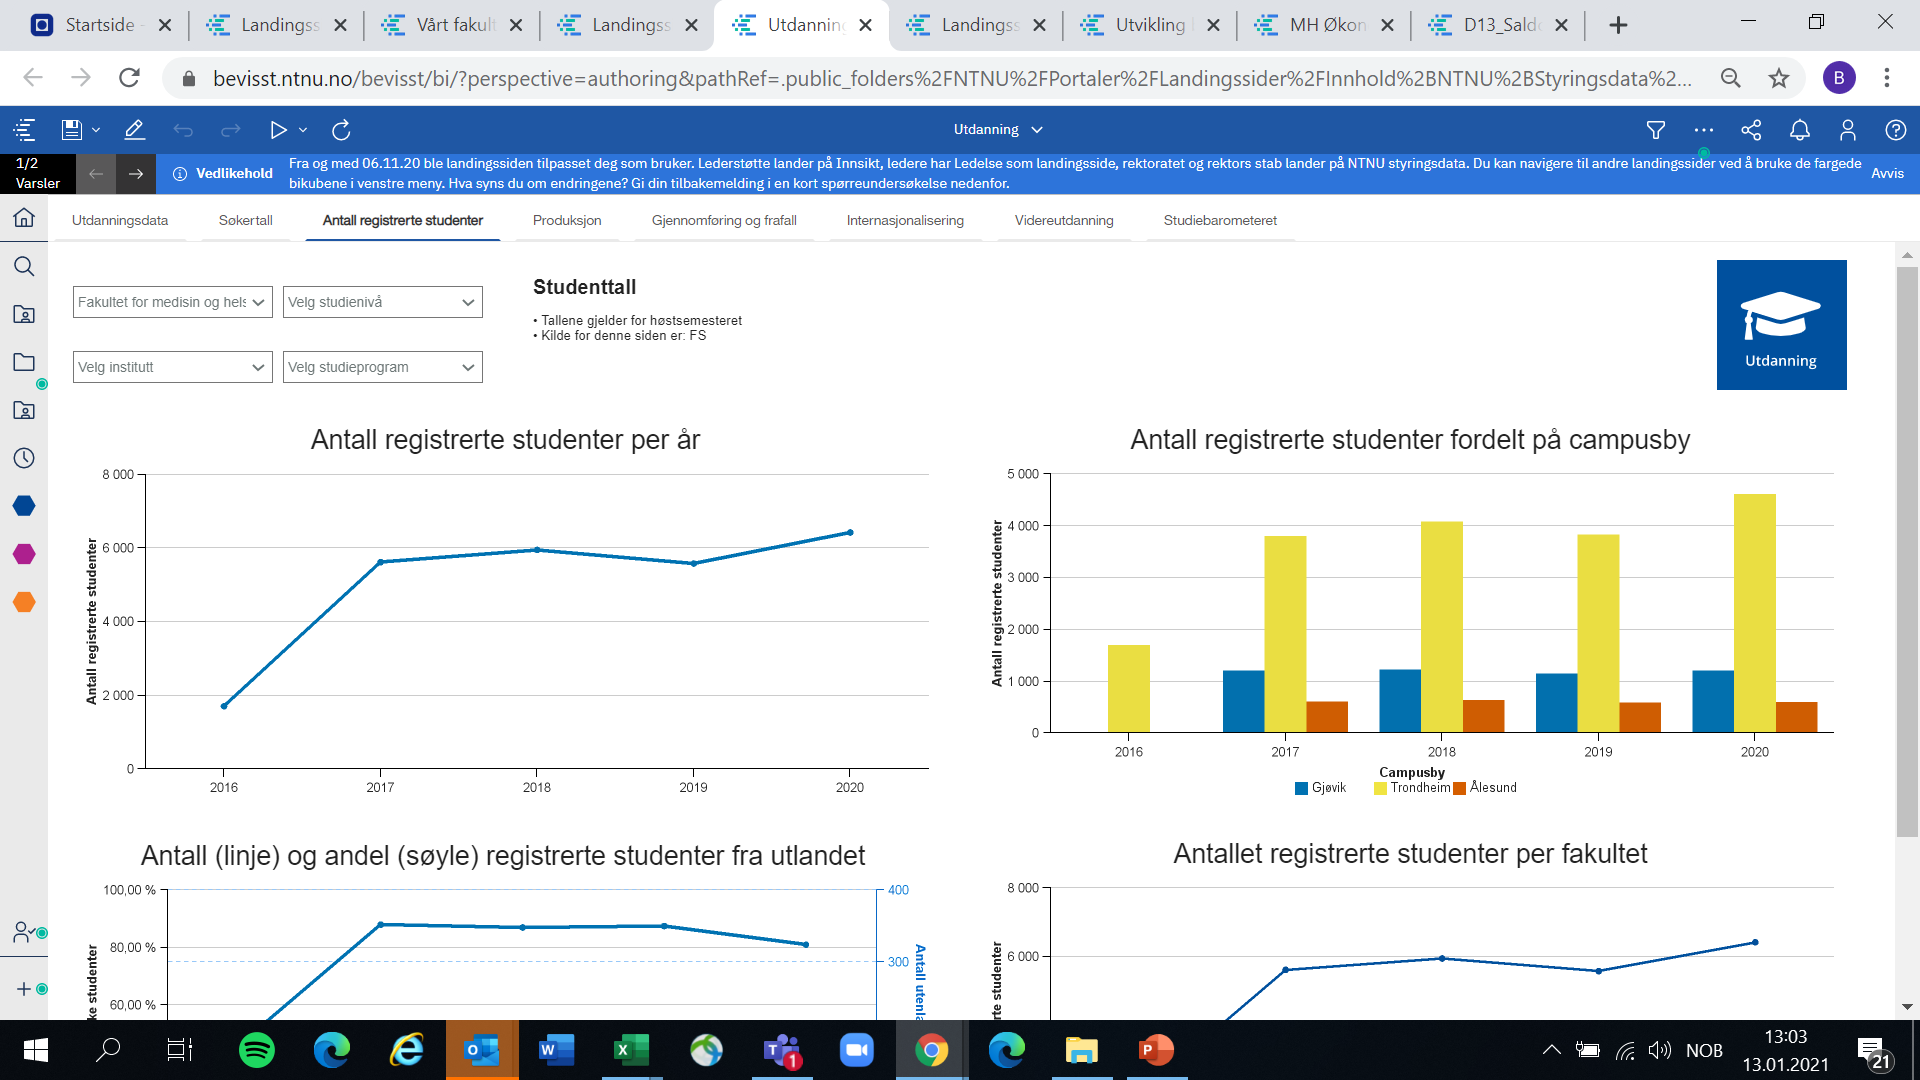 Startside -
Landingss
Vårt fakult
Landingss
Utdanning
Landingss
Utvikling
MH Økon
D13_Saldo
bevisst.ntnu.no/bevisst/bi/?perspective=authoring&pathRef=.public_folders%2FNTNU%2FPortaler%2FLandingssider%2FInnhold%2BNTNU%2BStyringsdata%2...
B
Utdanning
1/2
Varsler
Vedlikehold
Fra og med 06.11.20 ble landingssiden tilpasset deg som bruker. Lederstøtte lander på Innsikt, ledere har Ledelse som landingsside, rektoratet og rektors stab lander på NTNU styringsdata. Du kan navigere til andre landingssider ved å bruke de fargede
bikubene i venstre meny. Hva syns du om endringene? Gi din tilbakemelding i en kort spørreundersøkelse nedenfor.
Avvis
Utdanningsdata
Søkertall
Antall registrerte studenter
Produksjon
Gjennomføring og frafall
Internasjonalisering
Videreutdanning
Studiebarometeret
Fakultet for medisin og hels
Velg studienivå
Velg institutt
Velg studieprogram
Studenttall
• Tallene gjelder for høstsemesteret
• Kilde for denne siden er: FS
Utdanning
Antall registrerte studenter per år
Antall registrerte studenter
8 000
6 000
4 000
2 000
0
2016
2017
2018
2019
2020
Antall registrerte studenter fordelt på campusby
Antall registrerte studenter
5 000
4 000
3 000
2 000
1 000
0
2016
2017
2018
2019
2020
Campusby
Gjøvik
Trondheim
Ålesund
Antall (linje) og andel (søyle) registrerte studenter fra utlandet
100,00 %
80,00 %
60,00 %
ke studenter
400
300
Antall utenla
Antallet registrerte studenter per fakultet
8 000
6 000
rte studenter
1
NOB
13:03
13.01.2021
21